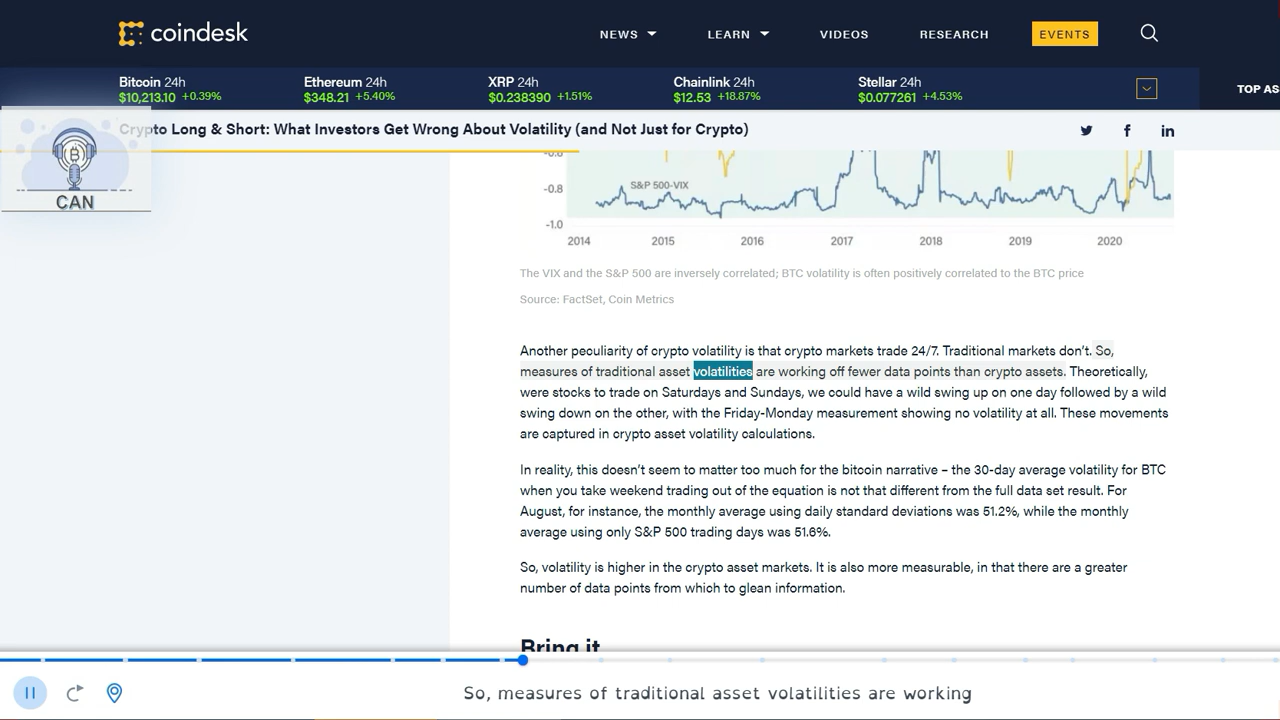 coindesk
NEWS LEARN VIDEOS RESEARCH EVENTS
Bitcoin 24h Ethereum 24h XRP 24h Chainlink 24h Stellar 24h
$10,213.10 +0.39% $348.21 +5.40% $0.238390 +1.51% $12.53 +18.87% $0.077261 +4.53%
TOP AS
Crypto Long & Short: What Investors Get Wrong About Volatility (and Not Just for Crypto)
CAN
S&P 500-VIX
-0.8
-1.0
2014 2015 2016 2017 2018 2019 2020
The VIX and the S&P 500 are inversely correlated; BTC volatility is often positively correlated to the BTC price
Source: FactSet, Coin Metrics
Another peculiarity of crypto volatility is that crypto markets trade 24/7. Traditional markets don’t. So,
measures of traditional asset volatilities are working off fewer data points than crypto assets. Theoretically,
were stocks to trade on Saturdays and Sundays, we could have a wild swing up on one day followed by a wild
swing down on the other, with the Friday-Monday measurement showing no volatility at all. These movements
are captured in crypto asset volatility calculations.
In reality, this doesn’t seem to matter too much for the bitcoin narrative – the 30-day average volatility for BTC
when you take weekend trading out of the equation is not that different from the full data set result. For
August, for instance, the monthly average using daily standard deviations was 51.2%, while the monthly
average using only S&P 500 trading days was 51.6%.
So, volatility is higher in the crypto asset markets. It is also more measurable, in that there are a greater
number of data points from which to glean information.
Bring it
So, measures of traditional asset volatilities are working